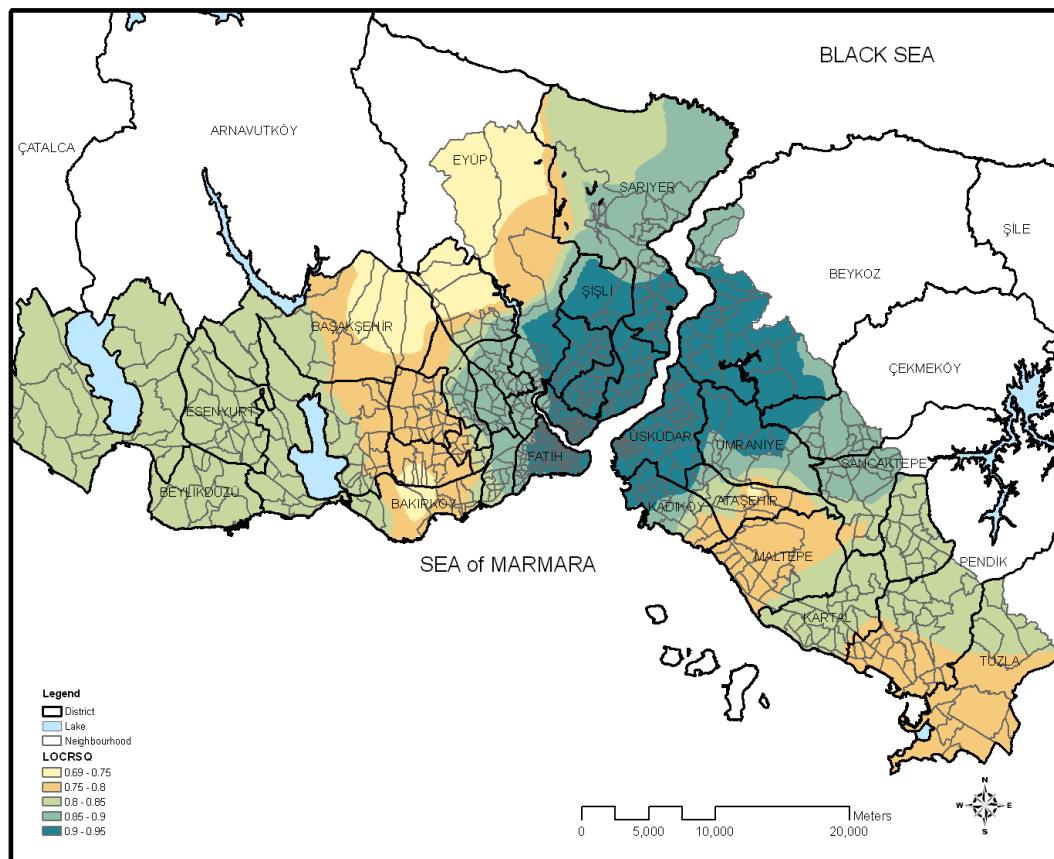 BLACK SEA
ÇATALCA
ARNAVUTKÖY
EYÜP
SARIYER
ŞİLE
BEYKOZ
ŞİŞLİ
BAŞAKŞEHİR
ÇEKMEKÖY
ESENYURT
ÜSKÜDAR
ÜMRANİYE
FATİH
SANCAKTEPE
BEYLİKDÜZÜ
BAKIRKÖY
KADIKÖY
ATAŞEHİR
MALTEPE
SEA of MARMARA
PENDİK
KARTAL
TUZLA
Legend
District
Lake
Neighbourhood
LOCRSQ
0.69 - 0.75
0.75 - 0.8
0.8 - 0.85
0.85 - 0.9
0.9 - 0.95
N
W E
S
Meters
0 5,000 10,000 20,000